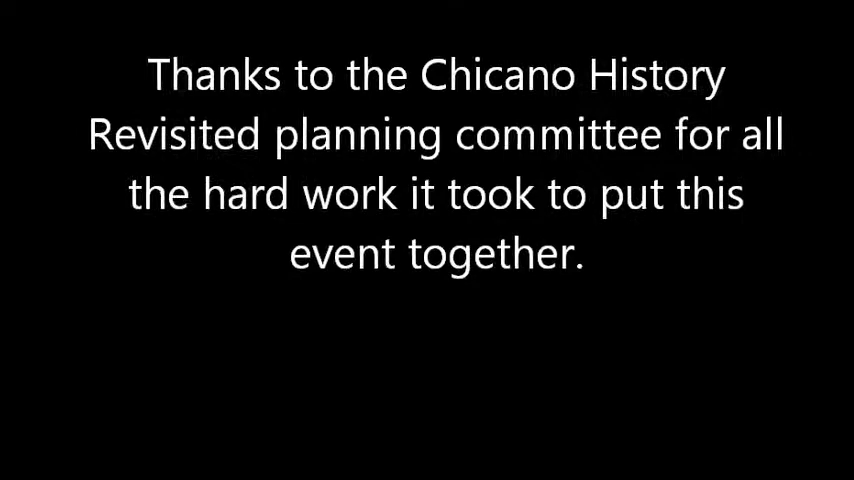 Thanks to the Chicano History
Revisited planning committee for all
the hard work it took to put this
event together.